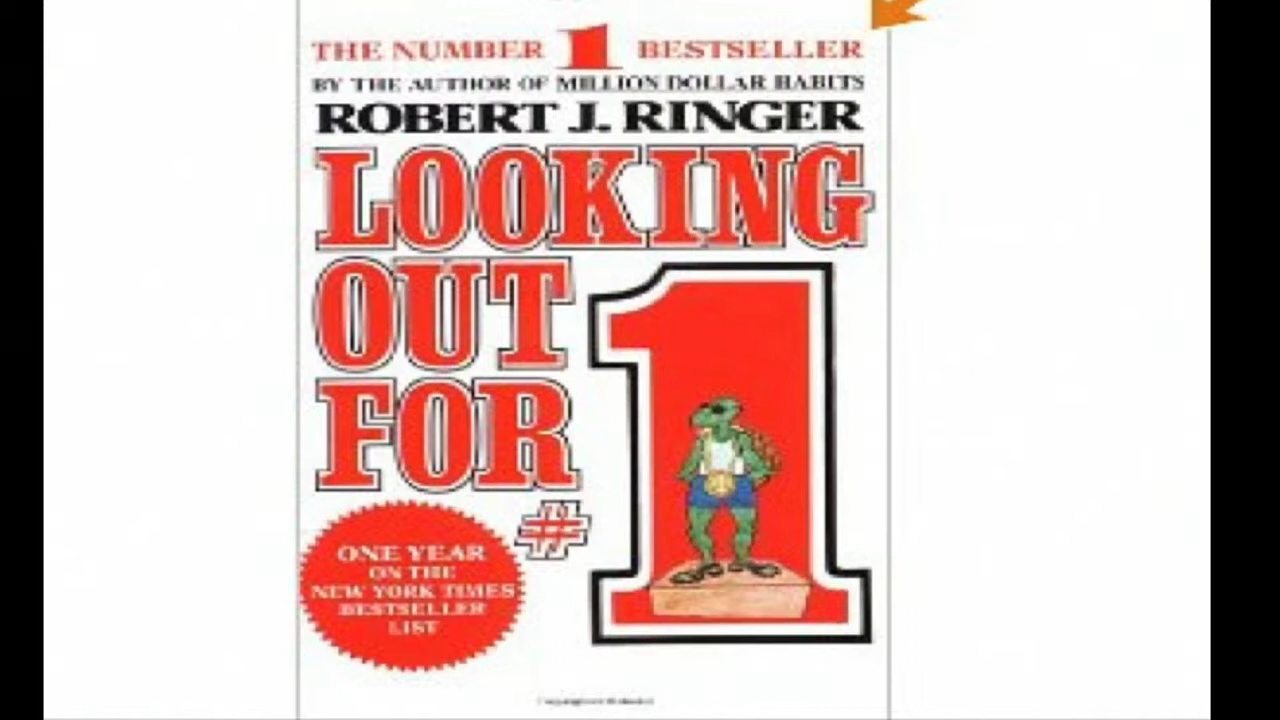 THE NUMBER 1 BESTSELLER
BY THE AUTHOR OF MILLION DOLLAR HABITS
ROBERT J. RINGER
LOOKING
OUT
FOR
#1
ONE YEAR
ON THE
NEW YORK TIMES
BESTSELLER
LIST